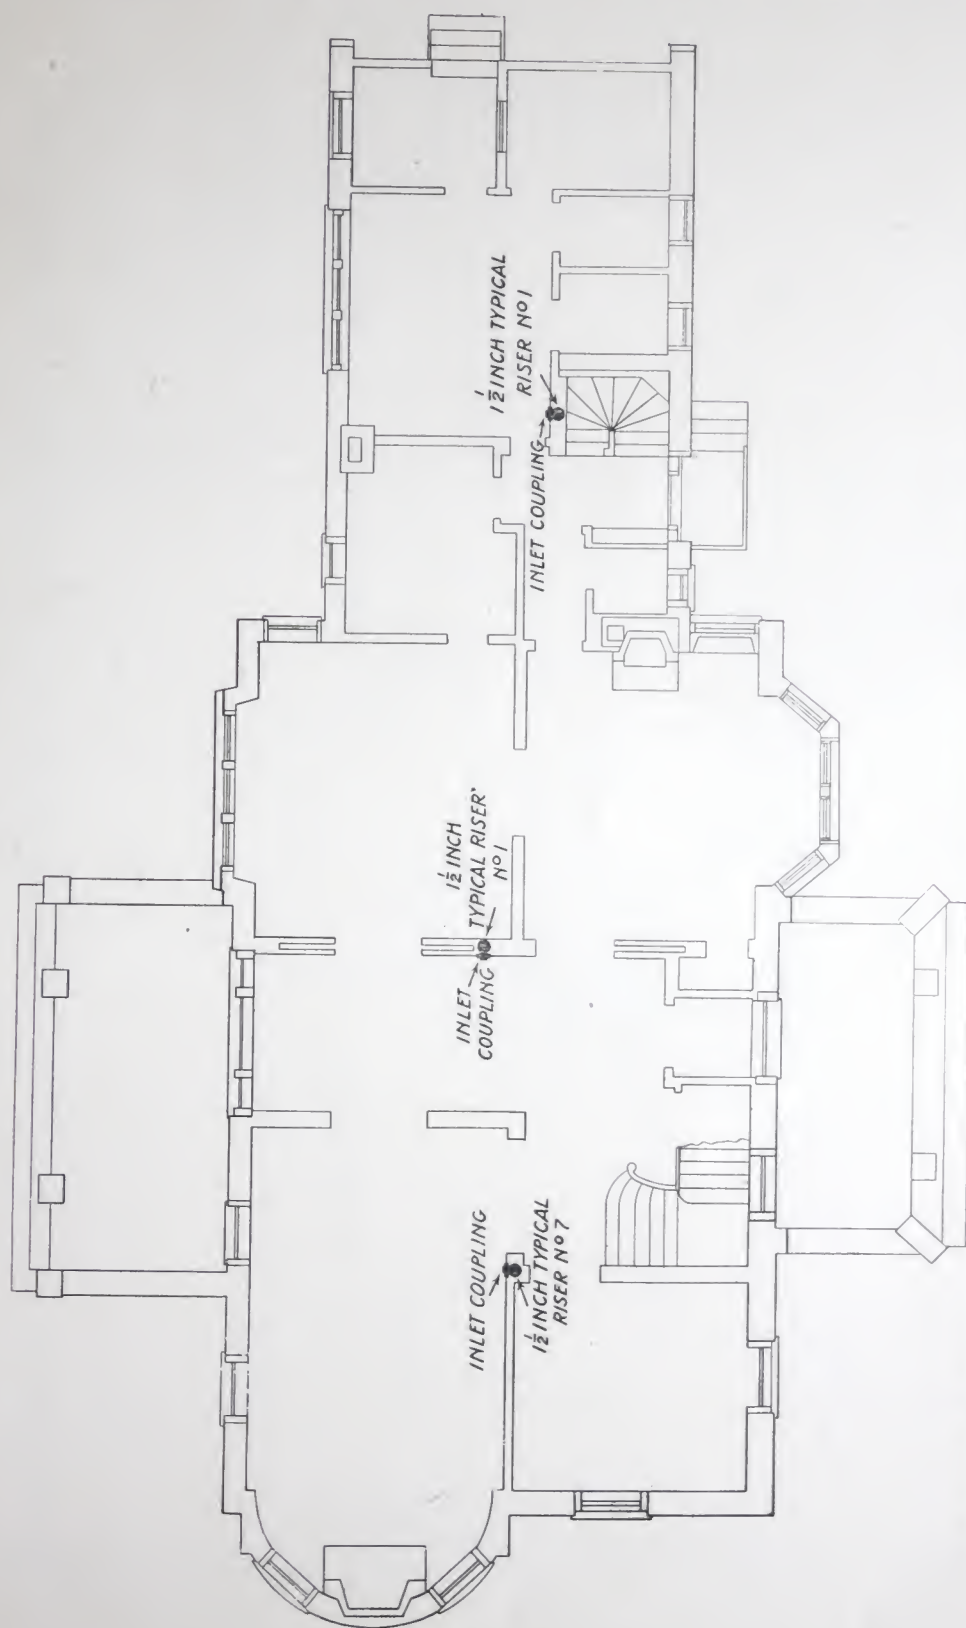 1½ INCH TYPICAL
RISER Nº 1
INLET COUPLING
1½ INCH
TYPICAL RISER
Nº 1
INLET
COUPLING
INLET COUPLING
1½ INCH TYPICAL
RISER Nº 7